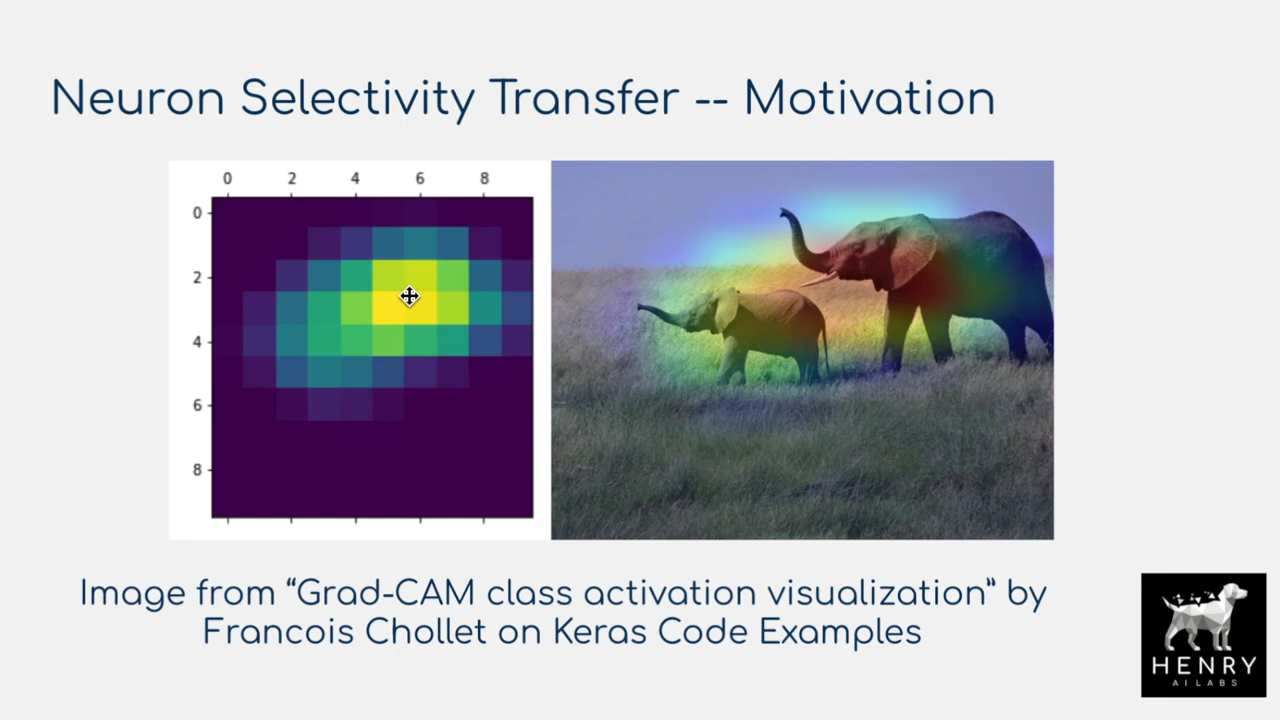 Neuron Selectivity Transfer -- Motivation
0 2 4 6 8
0
2
4
6
8
Image from “Grad-CAM class activation visualization” by
Francois Chollet on Keras Code Examples
HENRY
AI LABS